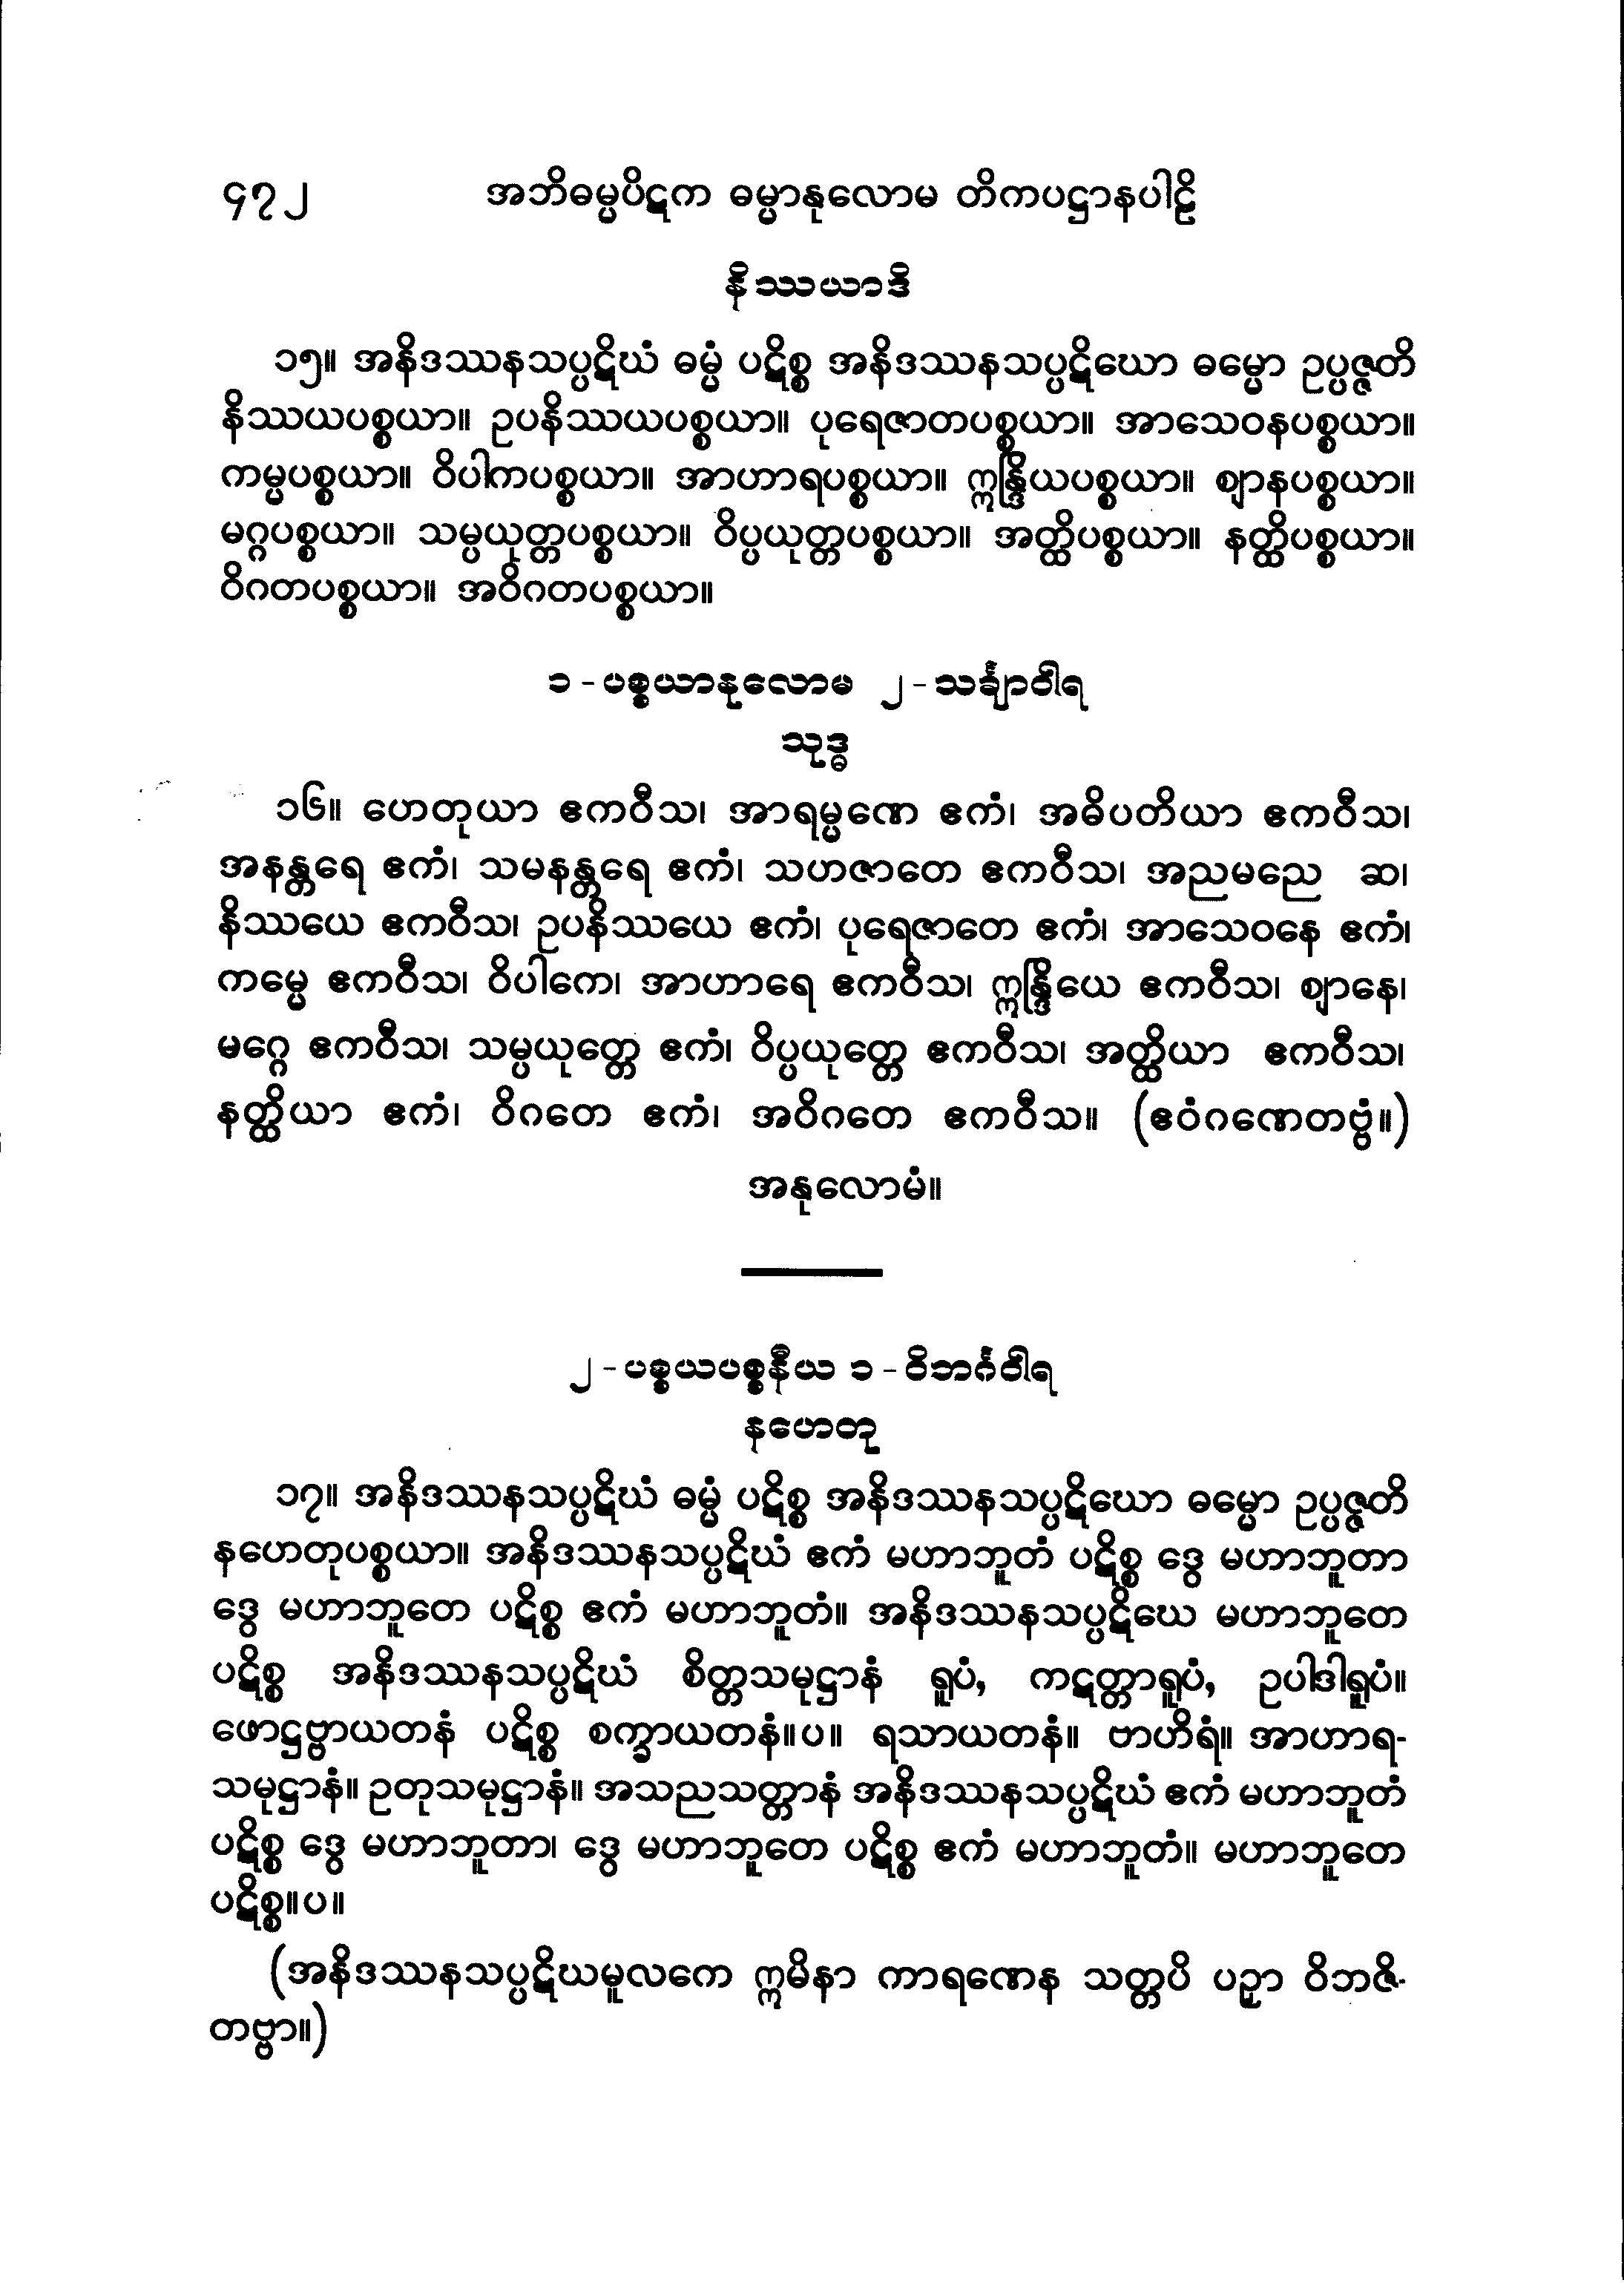 ၄၇၂ အဘိဓမ္မပိဋက ဓမ္မာနုလောမ တိကပဋ္ဌာနပါဠိ
နိဿယာဒိ
၁၅။ အနိဒဿနသပ္ပဋိဃံ ဓမ္မံ ပဋိစ္စ အနိဒဿနသပ္ပဋိဃော ဓမ္မော ဥပ္ပဇ္ဇတိ
နိဿယပစ္စယာ။ ဥပနိဿယပစ္စယာ။ ပုရေဇာတပစ္စယာ။ အာသေဝနပစ္စယာ။
ကမ္မပစ္စယာ။ ဝိပါကပစ္စယာ။ အာဟာရပစ္စယာ။ ဣန္ဒြိယပစ္စယာ။ ဈာနပစ္စယာ။
မဂ္ဂပစ္စယာ။ သမ္ပယုတ္တပစ္စယာ။ ဝိပ္ပယုတ္တပစ္စယာ။ အတ္ထိပစ္စယာ။ နတ္ထိပစ္စယာ။
ဝိဂတပစ္စယာ။ အဝိဂတပစ္စယာ။
၁ - ပစ္စယာနုလောမ ၂ - သင်္ချာဝါရ
သုဒ္ဓ
၁၆။ ဟေတုယာ ဧကဝီသ၊ အာရမ္မဏေ ဧကံ၊ အဓိပတိယာ ဧကဝီသ၊
အနန္တရေ ဧကံ၊ သမနန္တရေ ဧကံ၊ သဟဇာတေ ဧကဝီသ၊ အညမညေ ဆ၊
နိဿယေ ဧကဝီသ၊ ဥပနိဿယေ ဧကံ၊ ပုရေဇာတေ ဧကံ၊ အာသေဝနေ ဧကံ၊
ကမ္မေ ဧကဝီသ၊ ဝိပါကေ၊ အာဟာရေ ဧကဝီသ၊ ဣန္ဒြိယေ ဧကဝီသ၊ ဈာနေ၊
မဂ္ဂေ ဧကဝီသ၊ သမ္ပယုတ္တေ ဧကံ၊ ဝိပ္ပယုတ္တေ ဧကဝီသ၊ အတ္ထိယာ ဧကဝီသ၊
နတ္ထိယာ ဧကံ၊ ဝိဂတေ ဧကံ၊ အဝိဂတေ ဧကဝီသ။ (ဧဝံဂဏေတဗ္ဗံ။)
အနုလောမံ။
၂ - ပစ္စယပစ္စနီယ ၁ - ဝိဘင်္ဂဝါရ
နဟေတု
၁၇။ အနိဒဿနသပ္ပဋိဃံ ဓမ္မံ ပဋိစ္စ အနိဒဿနသပ္ပဋိဃော ဓမ္မော ဥပ္ပဇ္ဇတိ
နဟေတုပစ္စယာ။ အနိဒဿနသပ္ပဋိဃံ ဧကံ မဟာဘူတံ ပဋိစ္စ ဒွေ မဟာဘူတာ
ဒွေ မဟာဘူတေ ပဋိစ္စ ဧကံ မဟာဘူတံ။ အနိဒဿနသပ္ပဋိဃေ မဟာဘူတေ
ပဋိစ္စ အနိဒဿနသပ္ပဋိဃံ စိတ္တသမုဋ္ဌာနံ ရူပံ, ကဋတ္တာရူပံ, ဥပါဒါရူပံ။
ဖောဋ္ဌဗ္ဗာယတနံ ပဋိစ္စ စက္ခာယတနံ။ပ။ ရသာယတနံ။ ဗာဟိရံ။ အာဟာရ-
သမုဋ္ဌာနံ။ ဥတုသမုဋ္ဌာနံ။ အသညသတ္တာနံ အနိဒဿနသပ္ပဋိဃံ ဧကံ မဟာဘူတံ
ပဋိစ္စ ဒွေ မဟာဘူတာ၊ ဒွေ မဟာဘူတေ ပဋိစ္စ ဧကံ မဟာဘူတံ။ မဟာဘူတေ
ပဋိစ္စ။ပ။
(အနိဒဿနသပ္ပဋိဃမူလကေ ဣမိနာ ကာရဏေန သတ္တပိ ပဉှာ ဝိဘဇိ-
တဗ္ဗာ။)